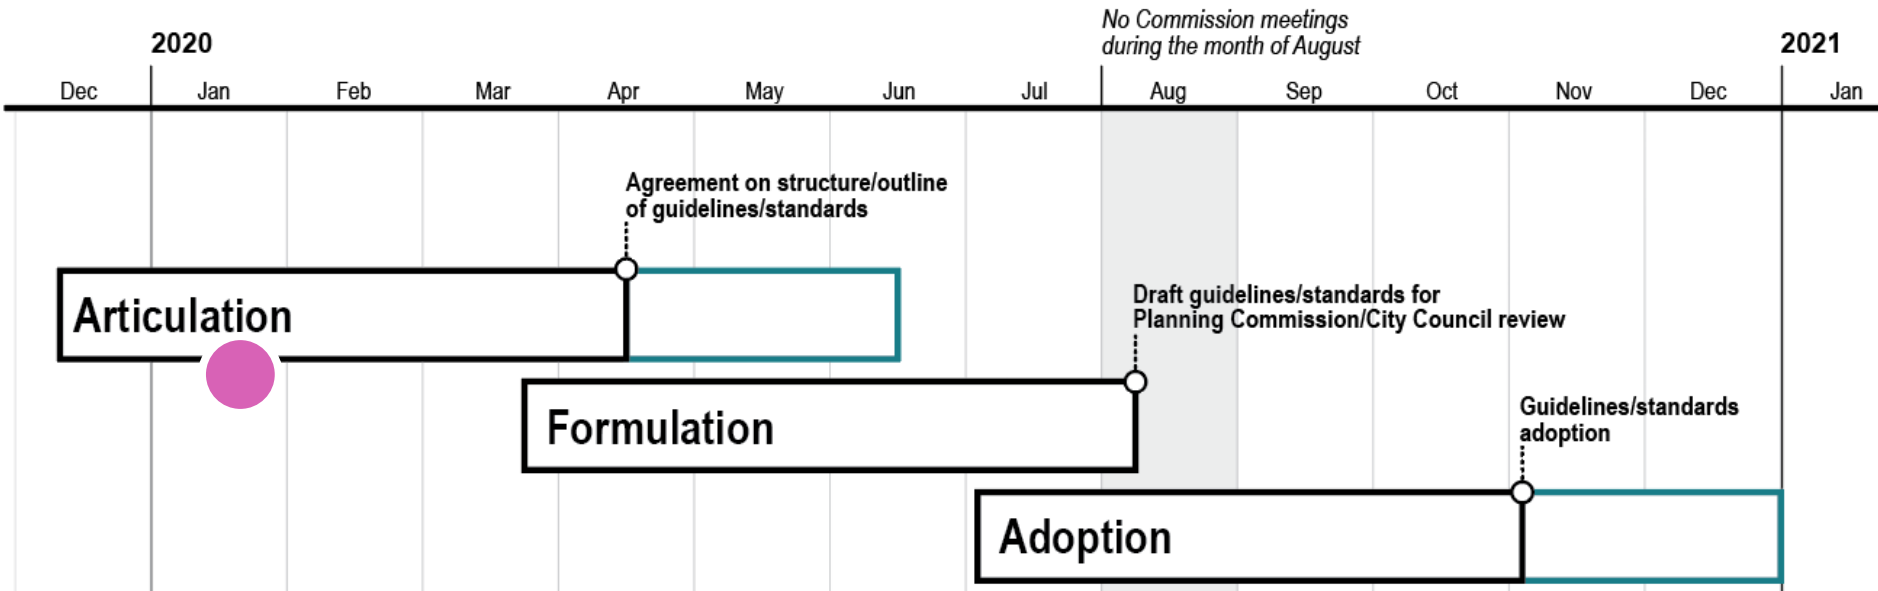 No Commission meetings
during the month of August
2020
2021
Dec Jan Feb Mar Apr May Jun Jul Aug Sep Oct Nov Dec Jan
Agreement on structure/outline
of guidelines/standards
Articulation
Draft guidelines/standards for
Planning Commission/City Council review
Formulation
Guidelines/standards
adoption
Adoption